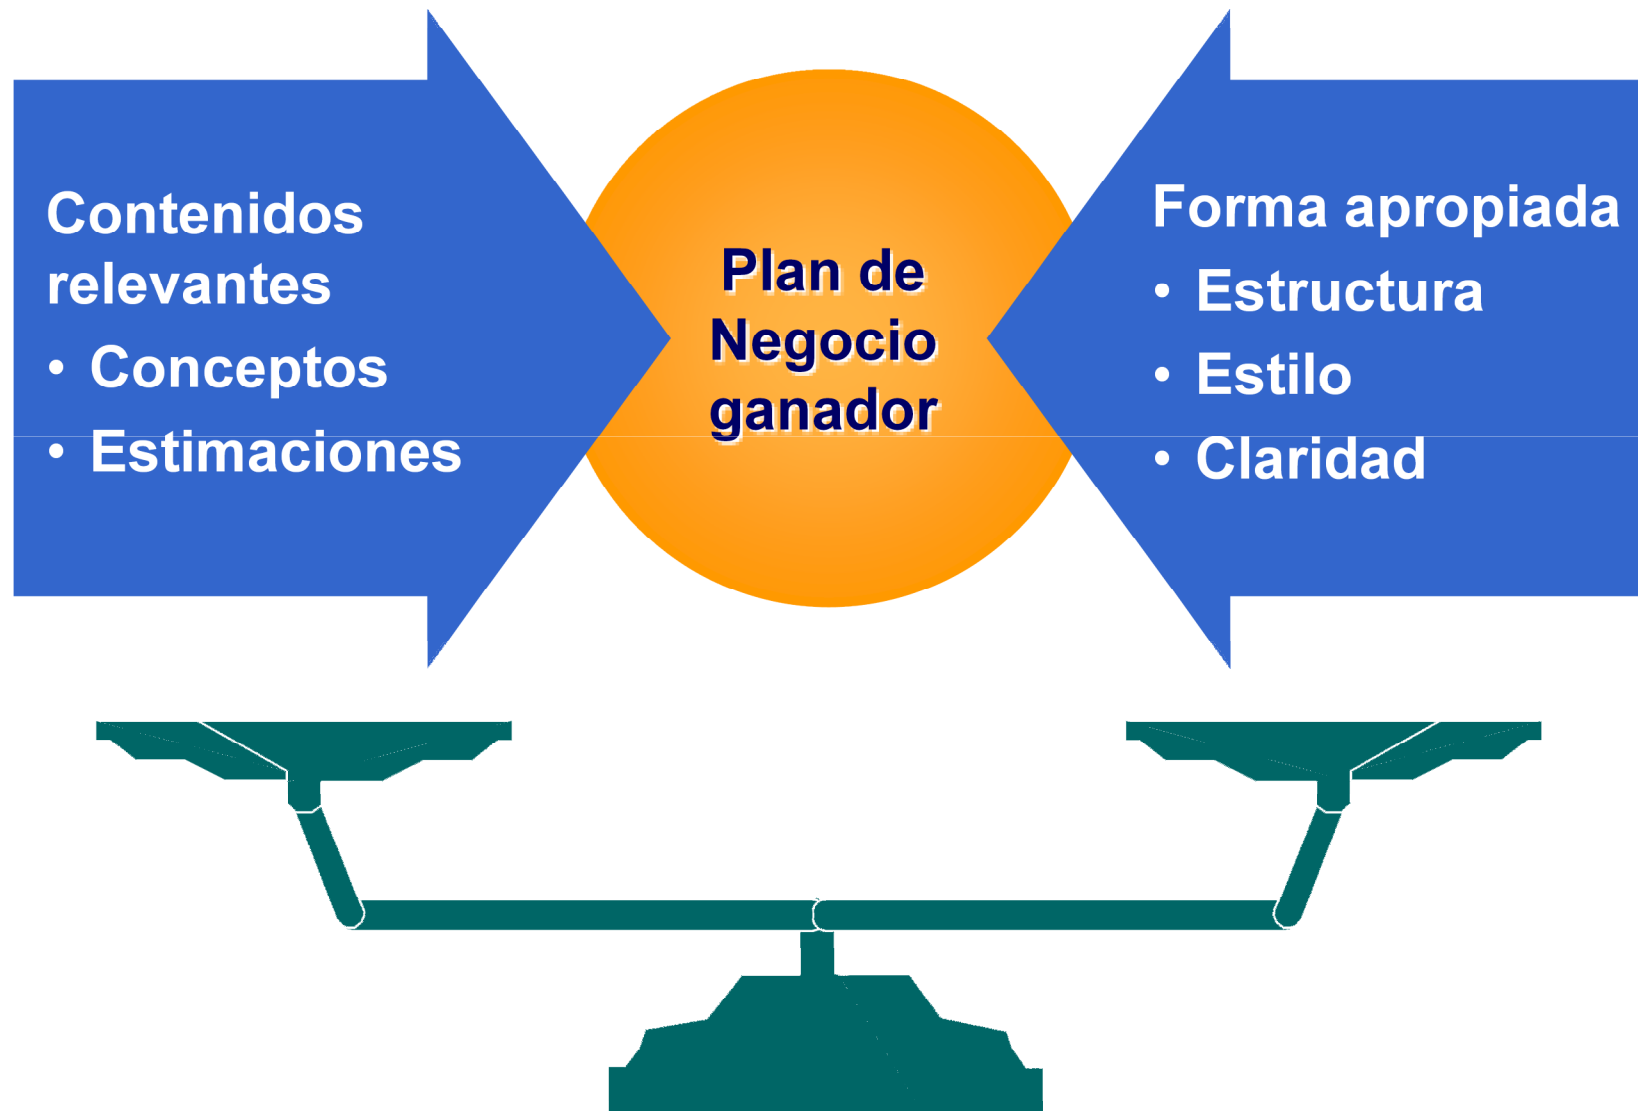 Contenidos
relevantes
• Conceptos
• Estimaciones
Plan de
Negocio
ganador
Forma apropiada
• Estructura
• Estilo
• Claridad